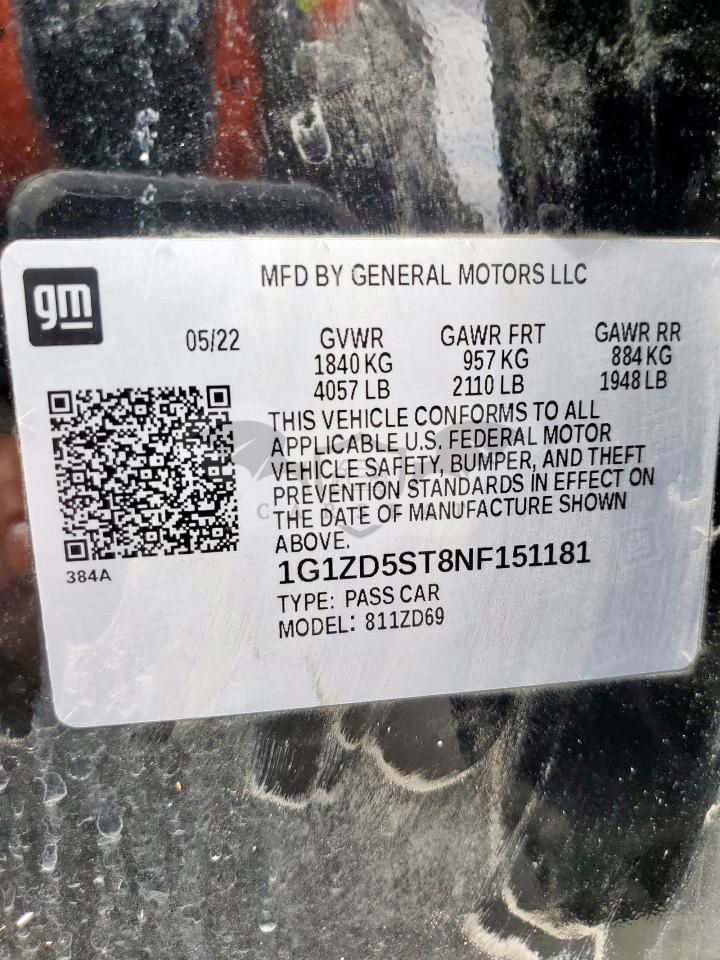 gm
MFD BY GENERAL MOTORS LLC
05/22
GVWR GAWR FRT GAWR RR
1840 KG 957 KG 884 KG
4057 LB 2110 LB 1948 LB
THIS VEHICLE CONFORMS TO ALL
APPLICABLE U.S. FEDERAL MOTOR
VEHICLE SAFETY, BUMPER, AND THEFT
PREVENTION STANDARDS IN EFFECT ON
THE DATE OF MANUFACTURE SHOWN
ABOVE.
384A
1G1ZD5ST8NF151181
TYPE: PASS CAR
MODEL: 811ZD69